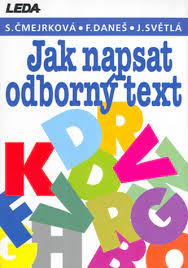 LEDA
S.ČMEJRKOVÁ • F.DANEŠ • J.SVĚTLÁ
Jak napsat
odborný text
K D R V
F V D Y R G
G H B R O